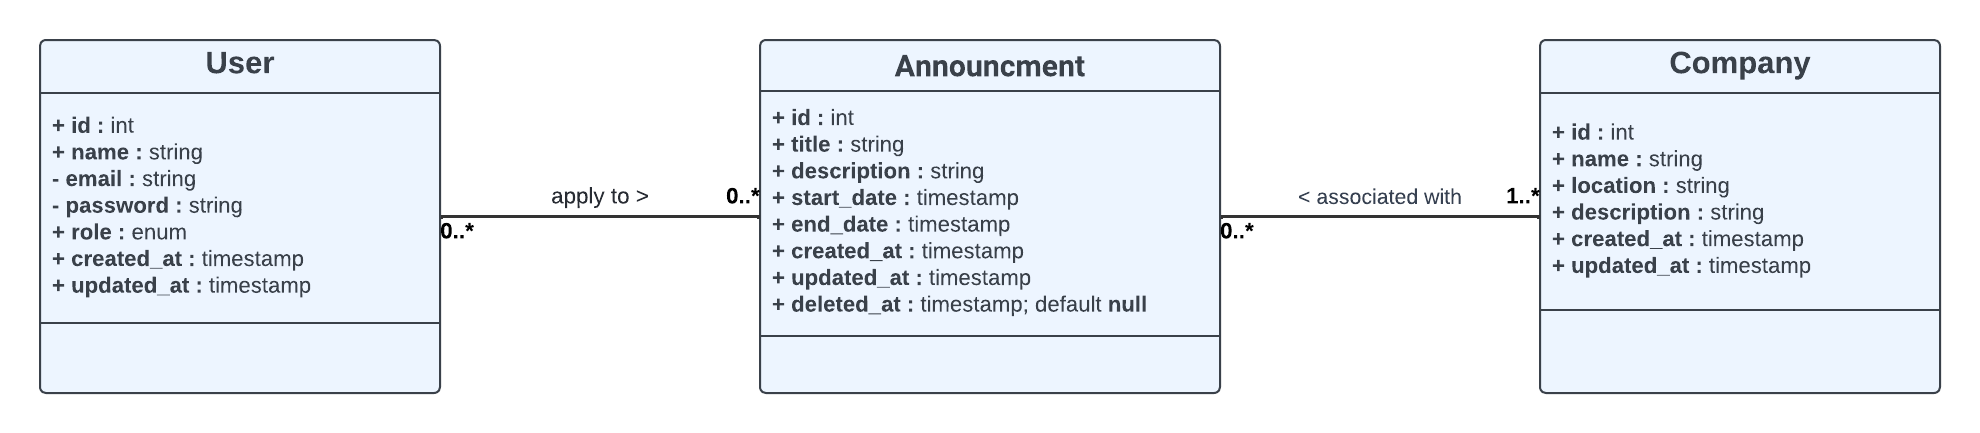 User
+ id : int
+ name : string
- email : string
- password : string
+ role : enum
+ created_at : timestamp
+ updated_at : timestamp
apply to >
0..*
0..*
Announcment
+ id : int
+ title : string
+ description : string
+ start_date : timestamp
+ end_date : timestamp
+ created_at : timestamp
+ updated_at : timestamp
+ deleted_at : timestamp; default null
< associated with
1..*
0..*
Company
+ id : int
+ name : string
+ location : string
+ description : string
+ created_at : timestamp
+ updated_at : timestamp